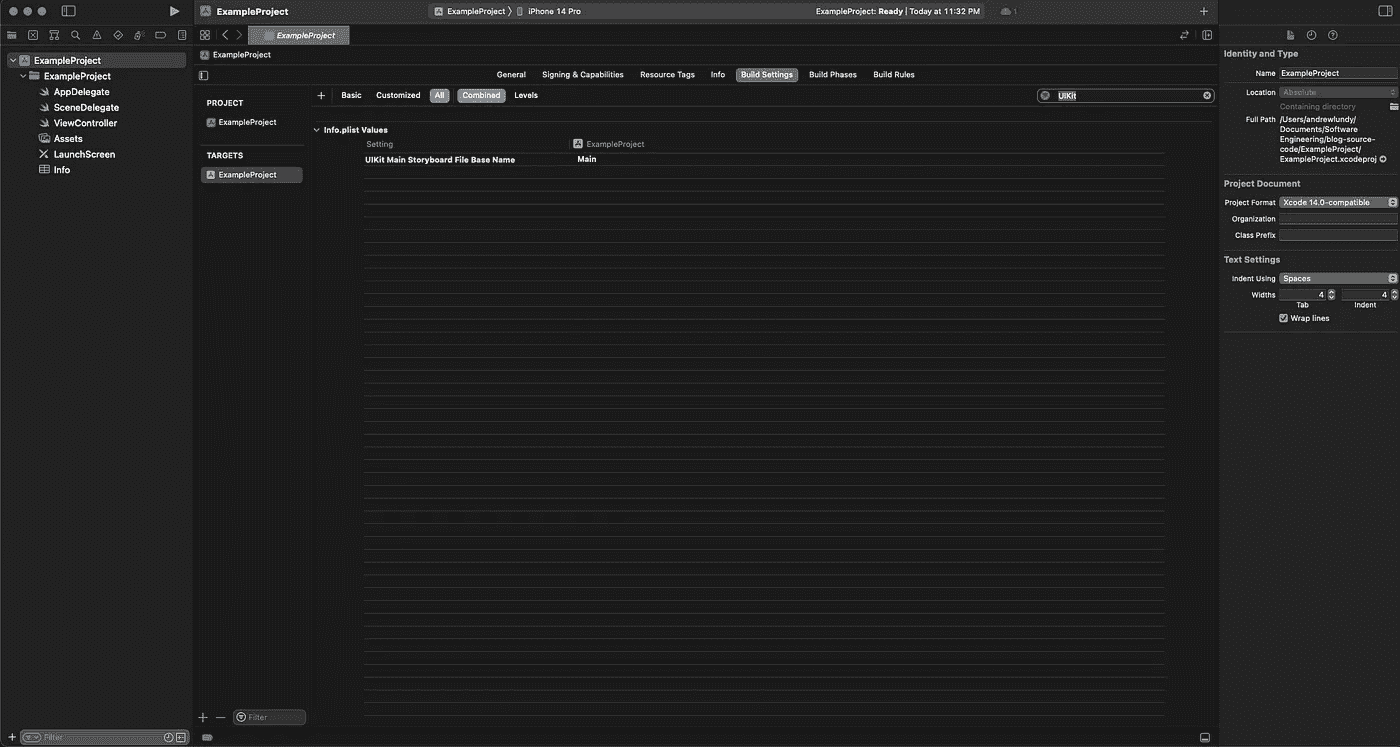 ExampleProject
ExampleProject
iPhone 14 Pro
ExampleProject: Ready | Today at 11:32 PM
1
ExampleProject
ExampleProject
AppDelegate
SceneDelegate
ViewController
Assets
LaunchScreen
Info
Filter
ExampleProject
ExampleProject
General
Signing & Capabilities
Resource Tags
Info
Build Settings
Build Phases
Build Rules
PROJECT
ExampleProject
TARGETS
ExampleProject
Filter
Basic
Customized
All
Combined
Levels
UIKit
Info.plist Values
Setting
ExampleProject
UIKit Main Storyboard File Base Name
Main
Identity and Type
Name
ExampleProject
Location
Absolute
Containing directory
Full Path
/Users/andrewlundy/
Documents/Software
Engineering/blog-source-
code/ExampleProject/
ExampleProject.xcodeproj
Project Document
Project Format
Xcode 14.0-compatible
Organization
Class Prefix
Text Settings
Indent Using
Spaces
Widths
4
4
Tab
Indent
Wrap lines